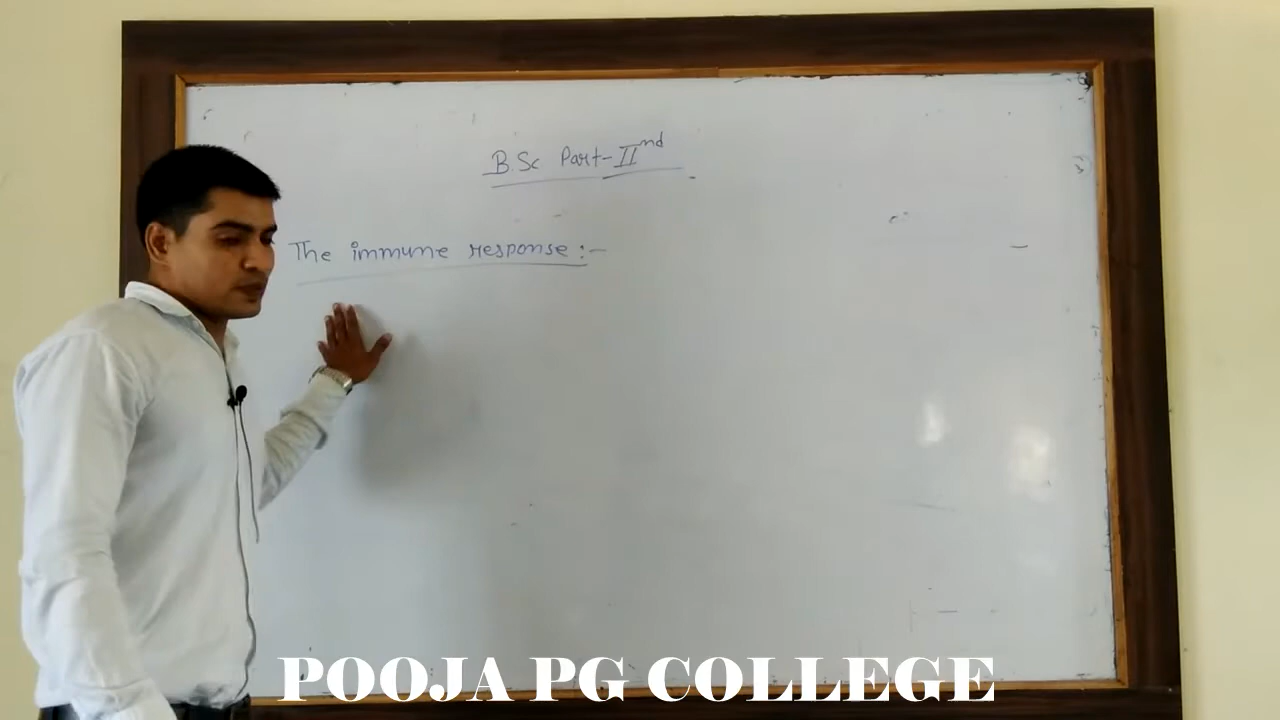 B.Sc Part-IInd
The immune response :-
POOJA PG COLLEGE